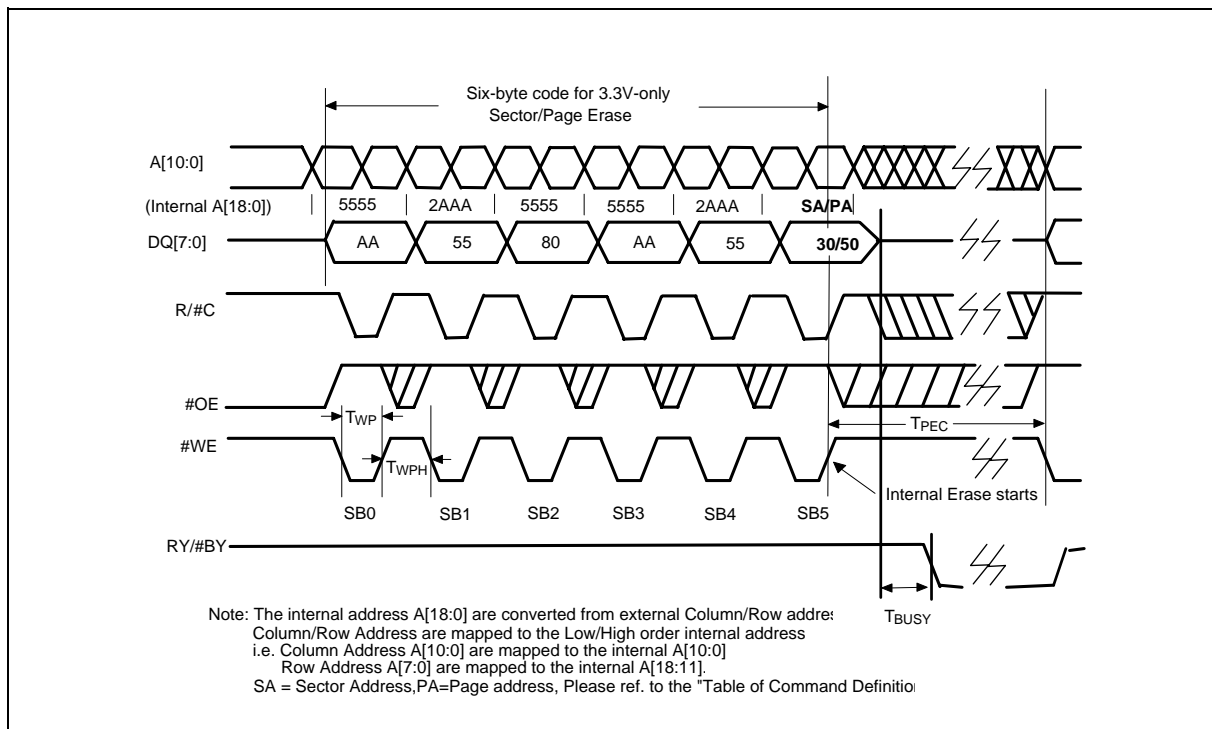 Six-byte code for 3.3V-only
Sector/Page Erase
A[10:0]
(Internal A[18:0]) 5555 2AAA 5555 5555 2AAA SA/PA
DQ[7:0] AA 55 80 AA 55 30/50
R/#C
#OE
TWP
TPEC
#WE
TWPH
Internal Erase starts
SB0 SB1 SB2 SB3 SB4 SB5
RY/#BY
TBUSY
Note: The internal address A[18:0] are converted from external Column/Row
Column/Row Address are mapped to the Low/High order internal address
i.e. Column Address A[10:0] are mapped to the internal A[10:0]
Row Address A[7:0] are mapped to the internal A[18:11].
SA = Sector Address,PA=Page address, Please ref. to the "Table of Command